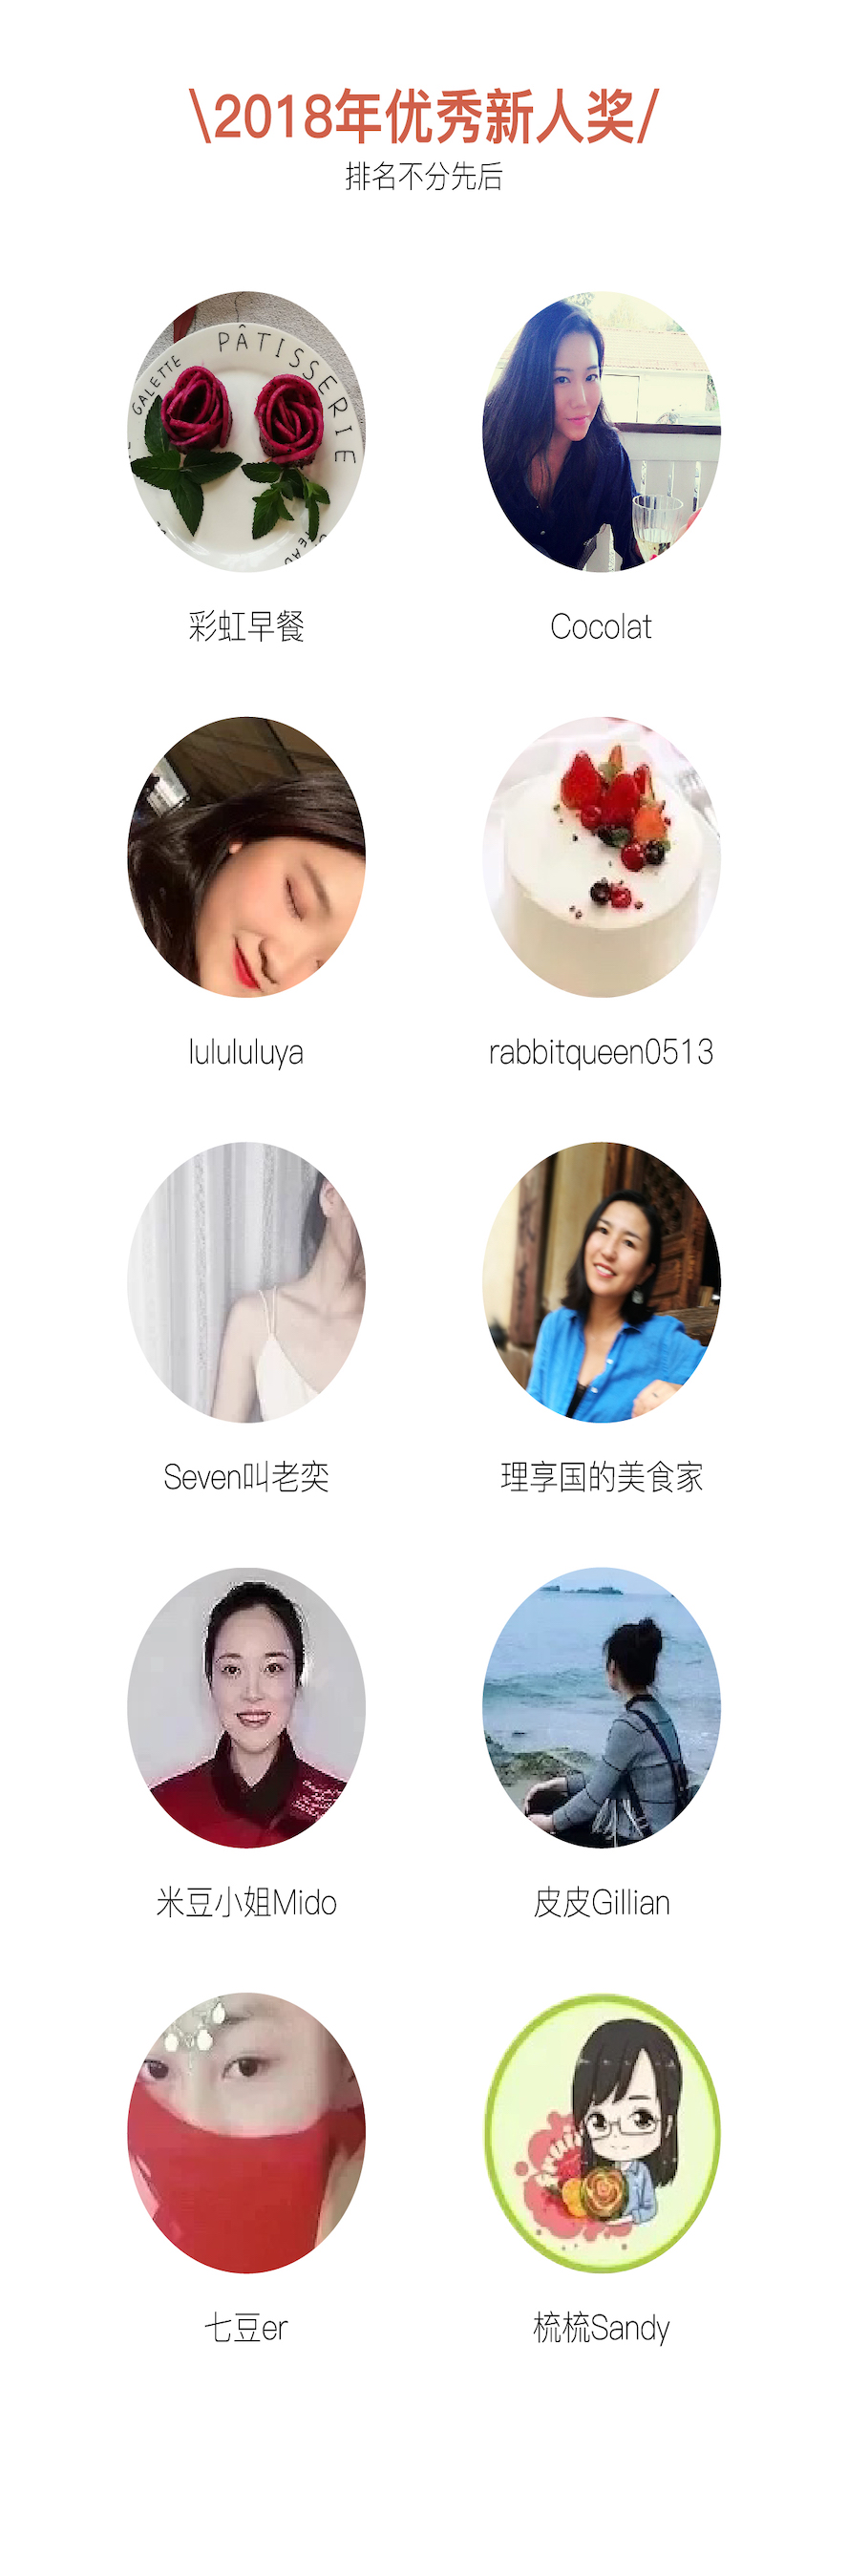 \2018年优秀新人奖/
排名不分先后
GALETTE PÂTISSERIE
彩虹早餐
Cocolat
lulululuya
rabbitqueen0513
Seven叫老奕
理享国的美食家
米豆小姐Mido
皮皮Gillian
七豆er
梳梳Sandy